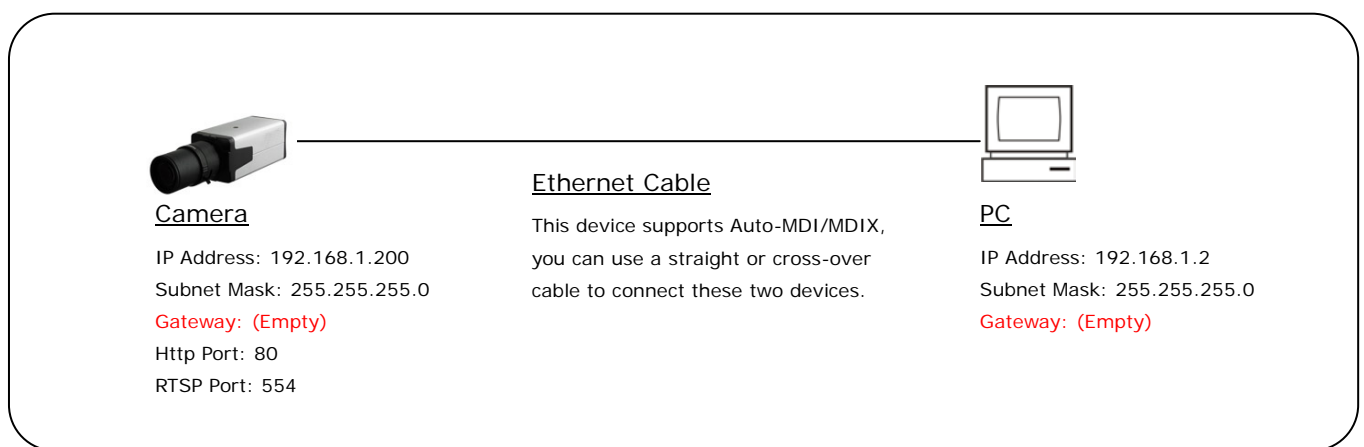 Camera
IP Address: 192.168.1.200
Subnet Mask: 255.255.255.0
Gateway: (Empty)
Http Port: 80
RTSP Port: 554
Ethernet Cable
This device supports Auto-MDI/MDIX,
you can use a straight or cross-over
cable to connect these two devices.
PC
IP Address: 192.168.1.2
Subnet Mask: 255.255.255.0
Gateway: (Empty)